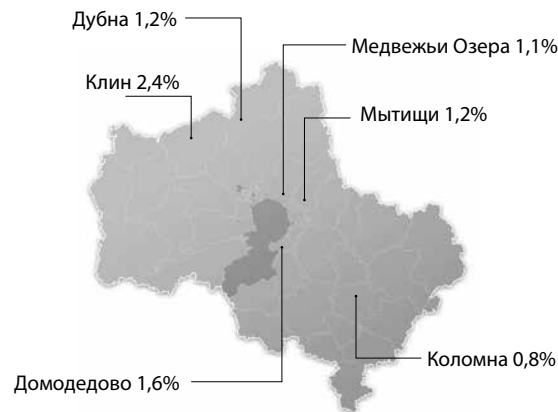 Дубна 1,2%
Медвежьи Озера 1,1%
Клин 2,4%
Мытищи 1,2%
Коломна 0,8%
Домодедово 1,6%